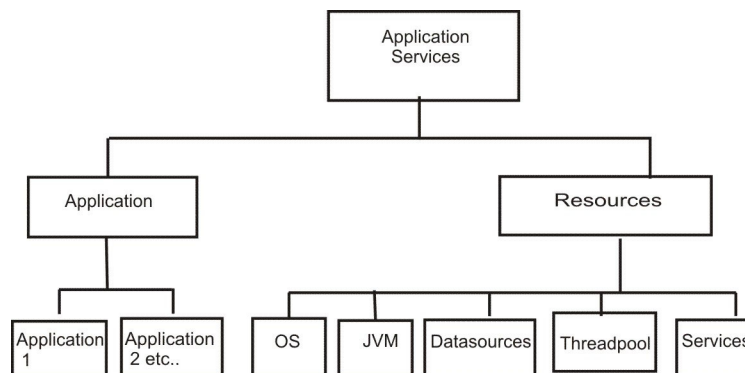 Application
Services
Application
Resources
Application
1
Application
2 etc..
OS
JVM
Datasources
Threadpool
Services